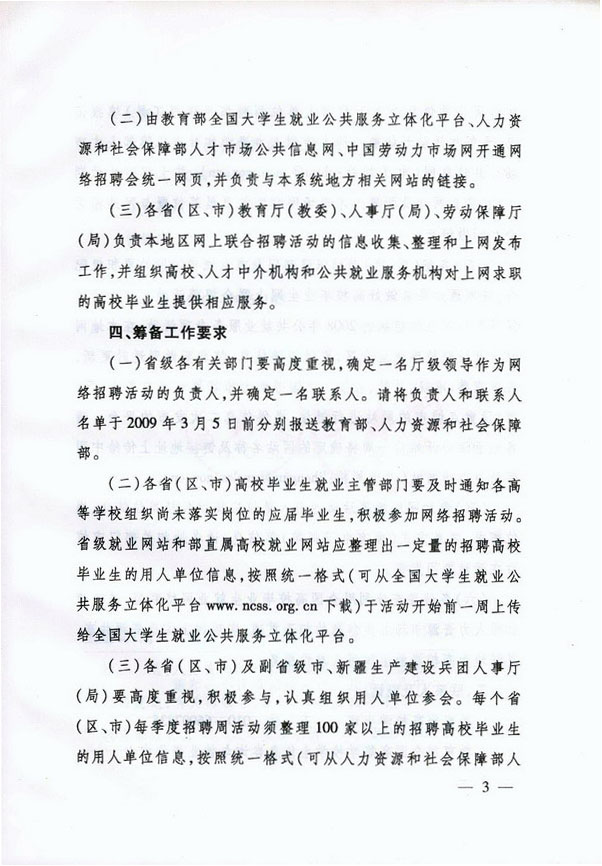 (二)由教育部全国大学生就业公共服务立体化平台、人力资
源和社会保障部人才市场公共信息网、中国劳动力市场网开通网
络招聘会统一网页,并负责与本系统地方相关网站的链接。
(三)各省(区、市)教育厅(教委)、人事厅(局)、劳动保障厅
(局)负责本地区网上联合招聘活动的信息收集、整理和上网发布
工作,并组织高校、人才中介机构和公共就业服务机构对上网求职
的高校毕业生提供相应服务。
四、筹备工作要求
(一)省级各有关部门要高度重视,确定一名厅级领导作为网
络招聘活动的负责人,并确定一名联系人。请将负责人和联系人
名单于 2009 年 3 月 5 日前分别报送教育部、人力资源和社会保障
部。
(二)各省(区、市)高校毕业生就业主管部门要及时通知各高
等学校组织尚未落实岗位的应届毕业生,积极参加网络招聘活动。
省级就业网站和部直属高校就业网站应整理出一定量的招聘高校
毕业生的用人单位信息,按照统一格式(可从全国大学生就业公
共服务立体化平台 www.ncss.org.cn 下载)于活动开始前一周上传
给全国大学生就业公共服务立体化平台。
(三)各省(区、市)及副省级市、新疆生产建设兵团人事厅
(局)要高度重视,积极参与,认真组织用人单位参会。每个省
(区、市)每季度招聘周活动须整理 100 家以上的招聘高校毕业生
的用人单位信息,按照统一格式(可从人力资源和社会保障部人
— 3 —